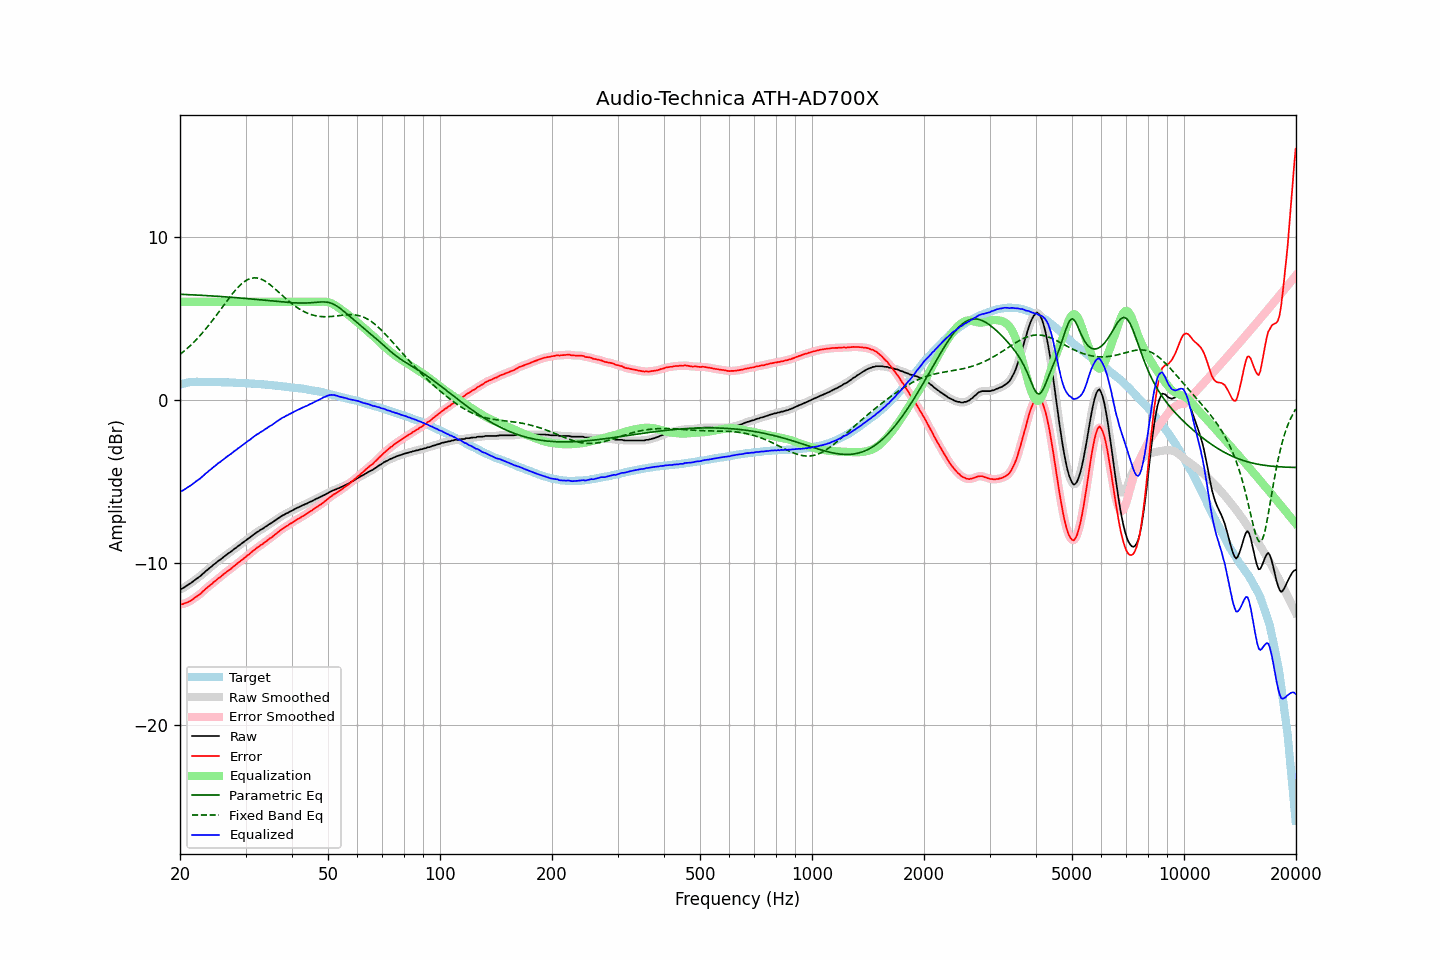 Audio-Technica ATH-AD700X
Amplitude (dBr)
10
0
−10
−20
Target
Raw Smoothed
Error Smoothed
Raw
Error
Equalization
Parametric Eq
Fixed Band Eq
Equalized
20 50 100 200 500 1000 2000 5000 10000 20000
Frequency (Hz)